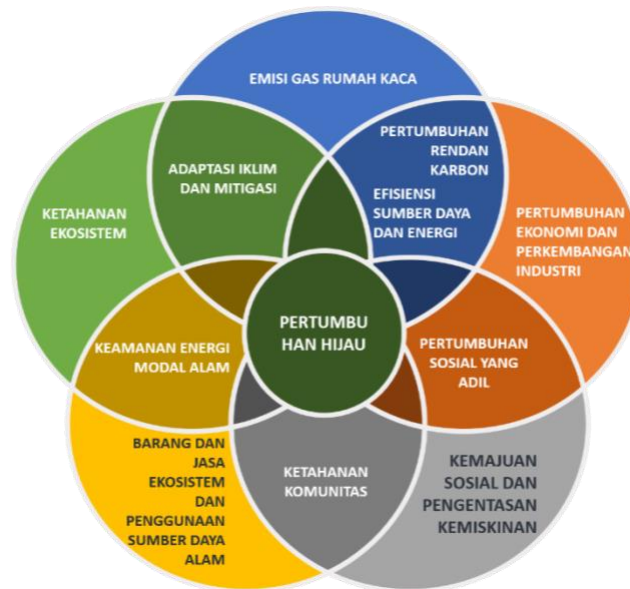 EMISI GAS RUMAH KACA
PERTUMBUHAN
RENDAN
KARBON
ADAPTASI IKLIM
DAN MITIGASI
EFISIENSI
SUMBER DAYA
DAN ENERGI
KETAHANAN
EKOSISTEM
PERTUMBUHAN
EKONOMI DAN
PERKEMBANGAN
INDUSTRI
PERTUMBU
HAN HIJAU
KEAMANAN ENERGI
MODAL ALAM
PERTUMBUHAN
SOSIAL YANG
ADIL
BARANG DAN
JASA
EKOSISTEM
DAN
PENGGUNAAN
SUMBER DAYA
ALAM
KETAHANAN
KOMUNITAS
KEMAJUAN
SOSIAL DAN
PENGENTASAN
KEMISKINAN